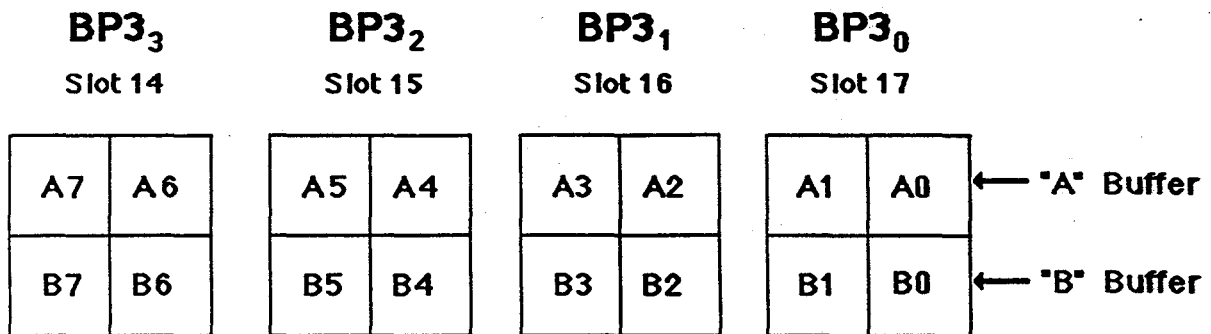 BP3₃ BP3₂ BP3₁ BP3₀
Slot 14 Slot 15 Slot 16 Slot 17
A7 A6 A5 A4 A3 A2 A1 A0 ← "A" Buffer
B7 B6 B5 B4 B3 B2 B1 B0 ← "B" Buffer